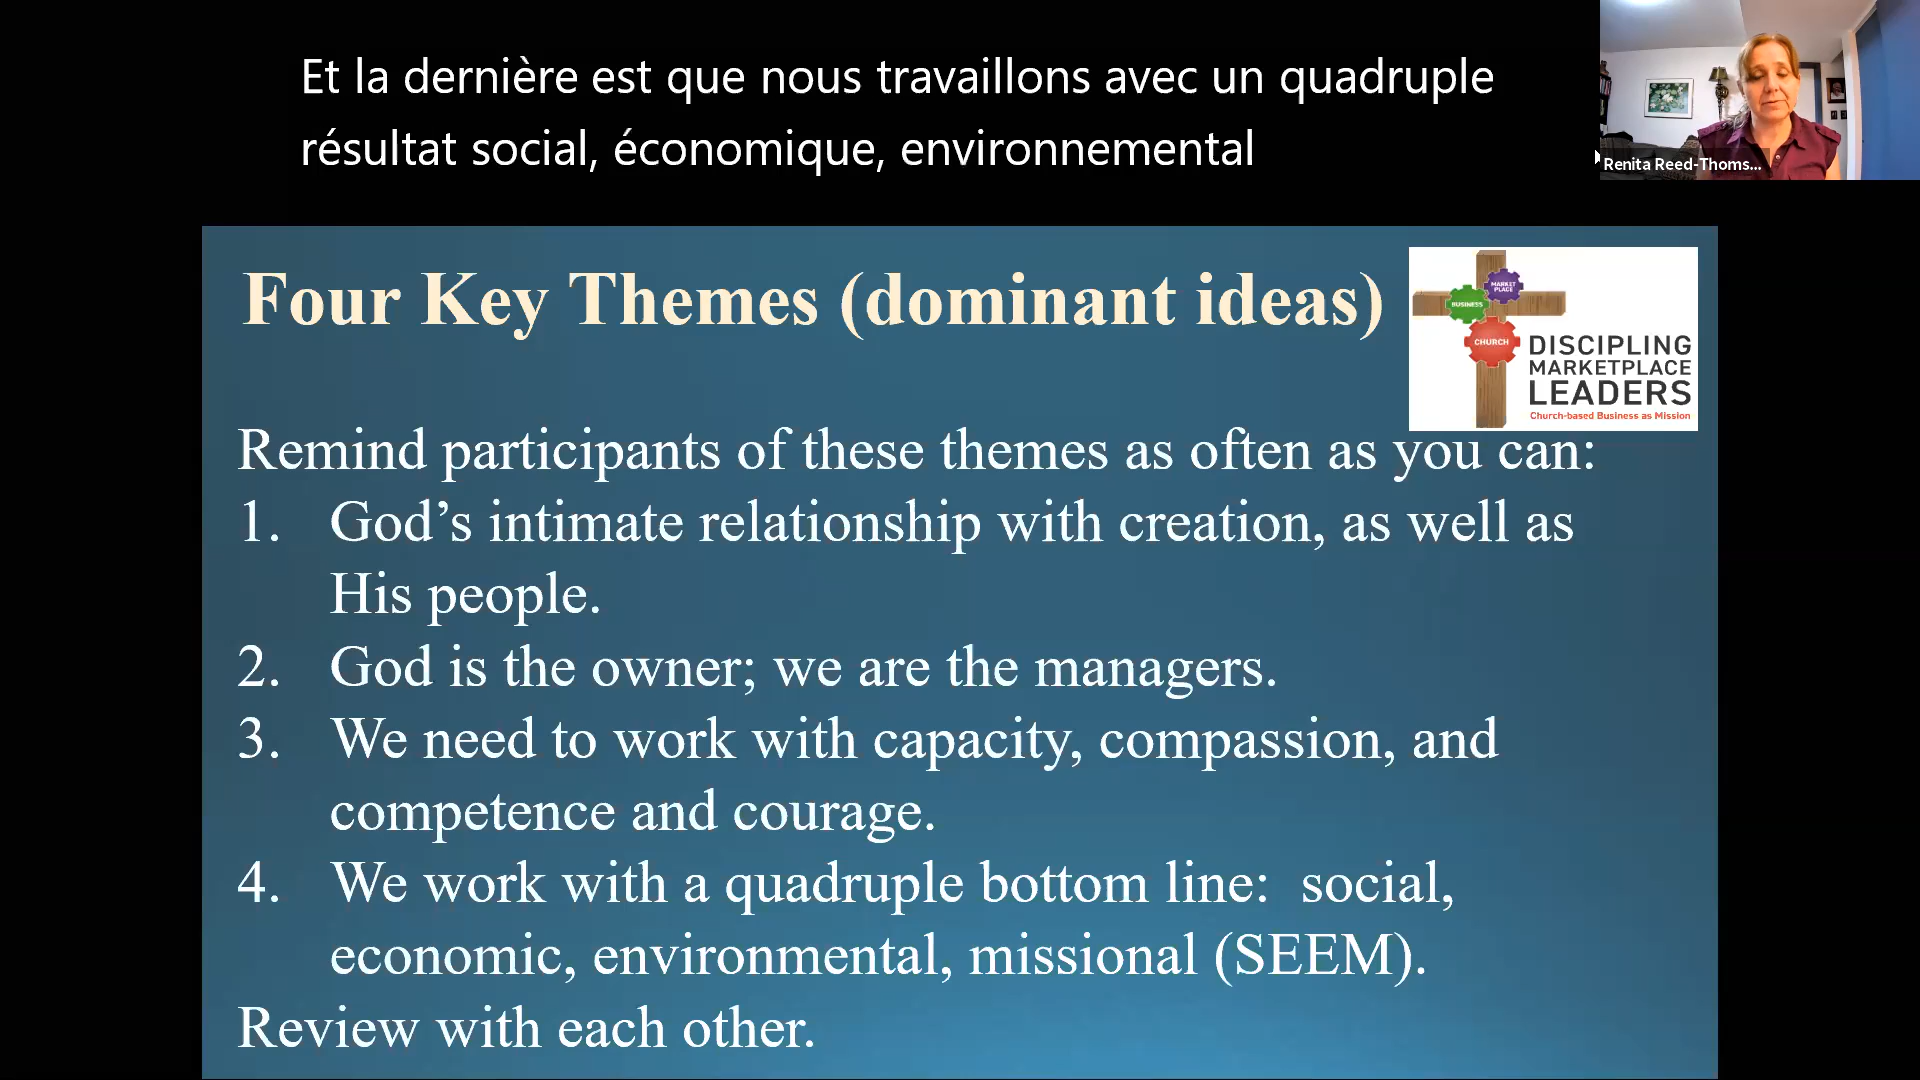 Et la dernière est que nous travaillons avec un quadruple
résultat social, économique, environnemental
Renita Reed-Thoms...
Four Key Themes (dominant ideas)
MARKET
PLACE
BUSINESS
CHURCH
DISCIPLING
MARKETPLACE
LEADERS
Church-based Business as Mission
Remind participants of these themes as often as you can:
1. God’s intimate relationship with creation, as well as
His people.
2. God is the owner; we are the managers.
3. We need to work with capacity, compassion, and
competence and courage.
4. We work with a quadruple bottom line:  social,
economic, environmental, missional (SEEM).
Review with each other.